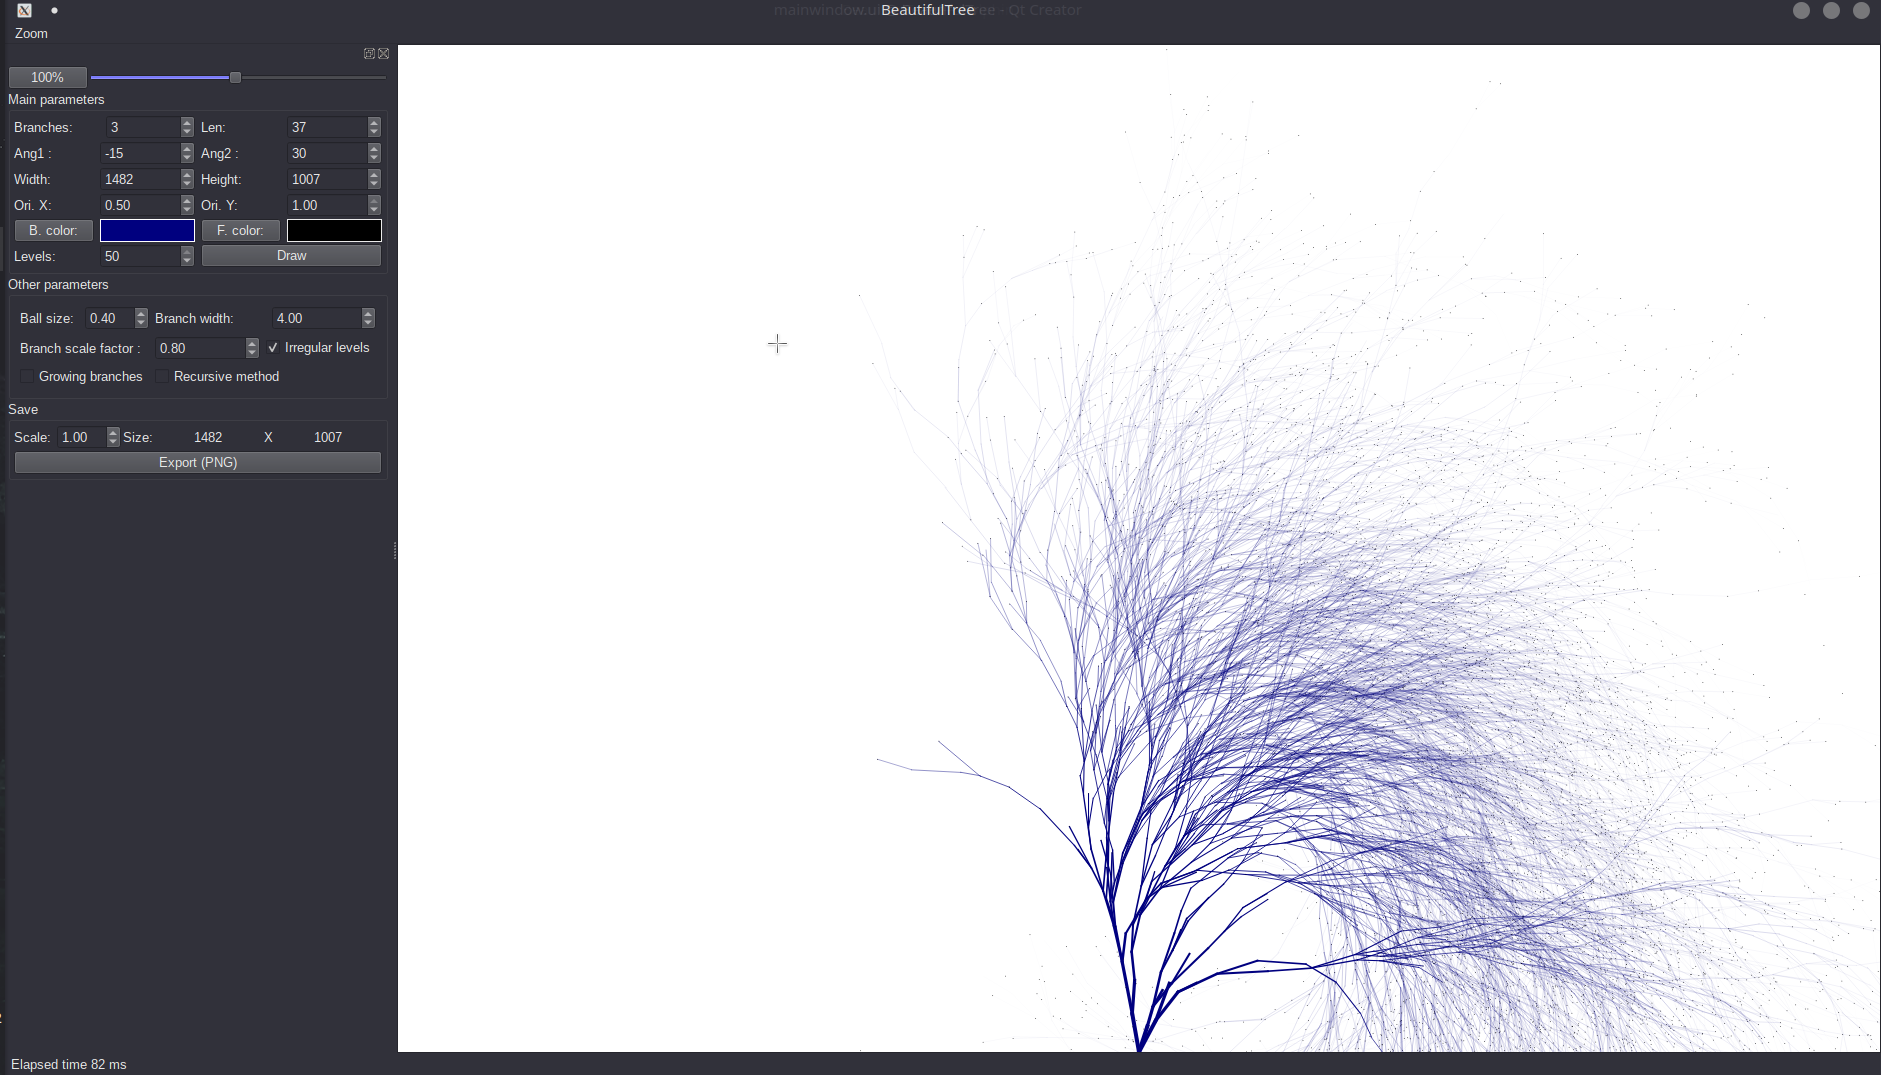 mainwindow.ui BeautifulTree - Qt Creator
Zoom
100%
Main parameters
Branches: 3 Len: 37
Ang1 : -15 Ang2 : 30
Width: 1482 Height: 1007
Ori. X: 0.50 Ori. Y: 1.00
B. color: F. color:
Levels: 50 Draw
Other parameters
Ball size: 0.40 Branch width: 4.00
Branch scale factor : 0.80 Irregular levels
Growing branches Recursive method
Save
Scale: 1.00 Size: 1482 X 1007
Export (PNG)
Elapsed time 82 ms